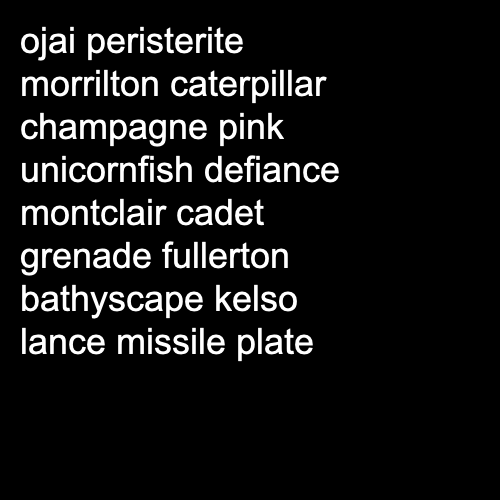 ojai peristerite
morrilton caterpillar
champagne pink
unicornfish defiance
montclair cadet
grenade fullerton
bathyscape kelso
lance missile plate